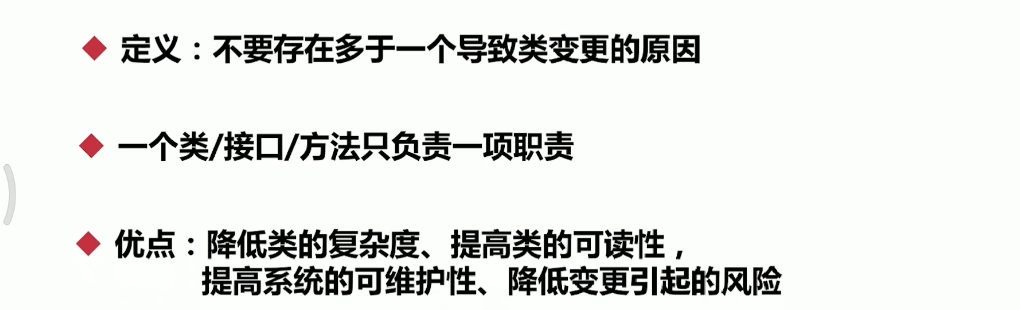 定义：不要存在多于一个导致类变更的原因
一个类/接口/方法只负责一项职责
优点：降低类的复杂度、提高类的可读性，
提高系统的可维护性、降低变更引起的风险